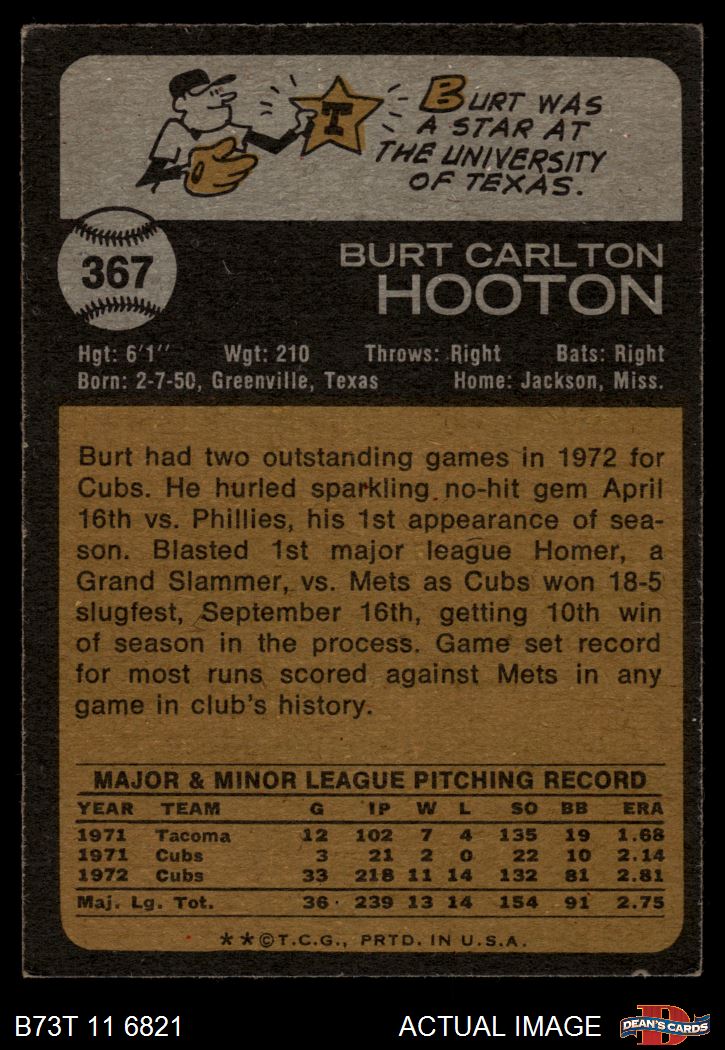 BURT WAS
A STAR AT
THE UNIVERSITY
OF TEXAS.
T
367
BURT CARLTON
HOOTON
Hgt: 6'1" Wgt: 210 Throws: Right Bats: Right
Born: 2-7-50, Greenville, Texas Home: Jackson, Miss.
Burt had two outstanding games in 1972 for
Cubs. He hurled sparkling no-hit gem April
16th vs. Phillies, his 1st appearance of sea-
son. Blasted 1st major league Homer, a
Grand Slammer, vs. Mets as Cubs won 18-5
slugfest, September 16th, getting 10th win
of season in the process. Game set record
for most runs scored against Mets in any
game in club's history.
MAJOR & MINOR LEAGUE PITCHING RECORD
YEAR TEAM G IP W L SO BB ERA
1971 Tacoma 12 102 7 4 135 19 1.68
1971 Cubs 3 21 2 0 22 10 2.14
1972 Cubs 33 218 11 14 132 81 2.81
Maj. Lg. Tot. 36 239 13 14 154 91 2.75
**©T.C.G., PRTD. IN U.S.A.
B73T 11 6821 ACTUAL IMAGE
D
DEAN'S CARDS